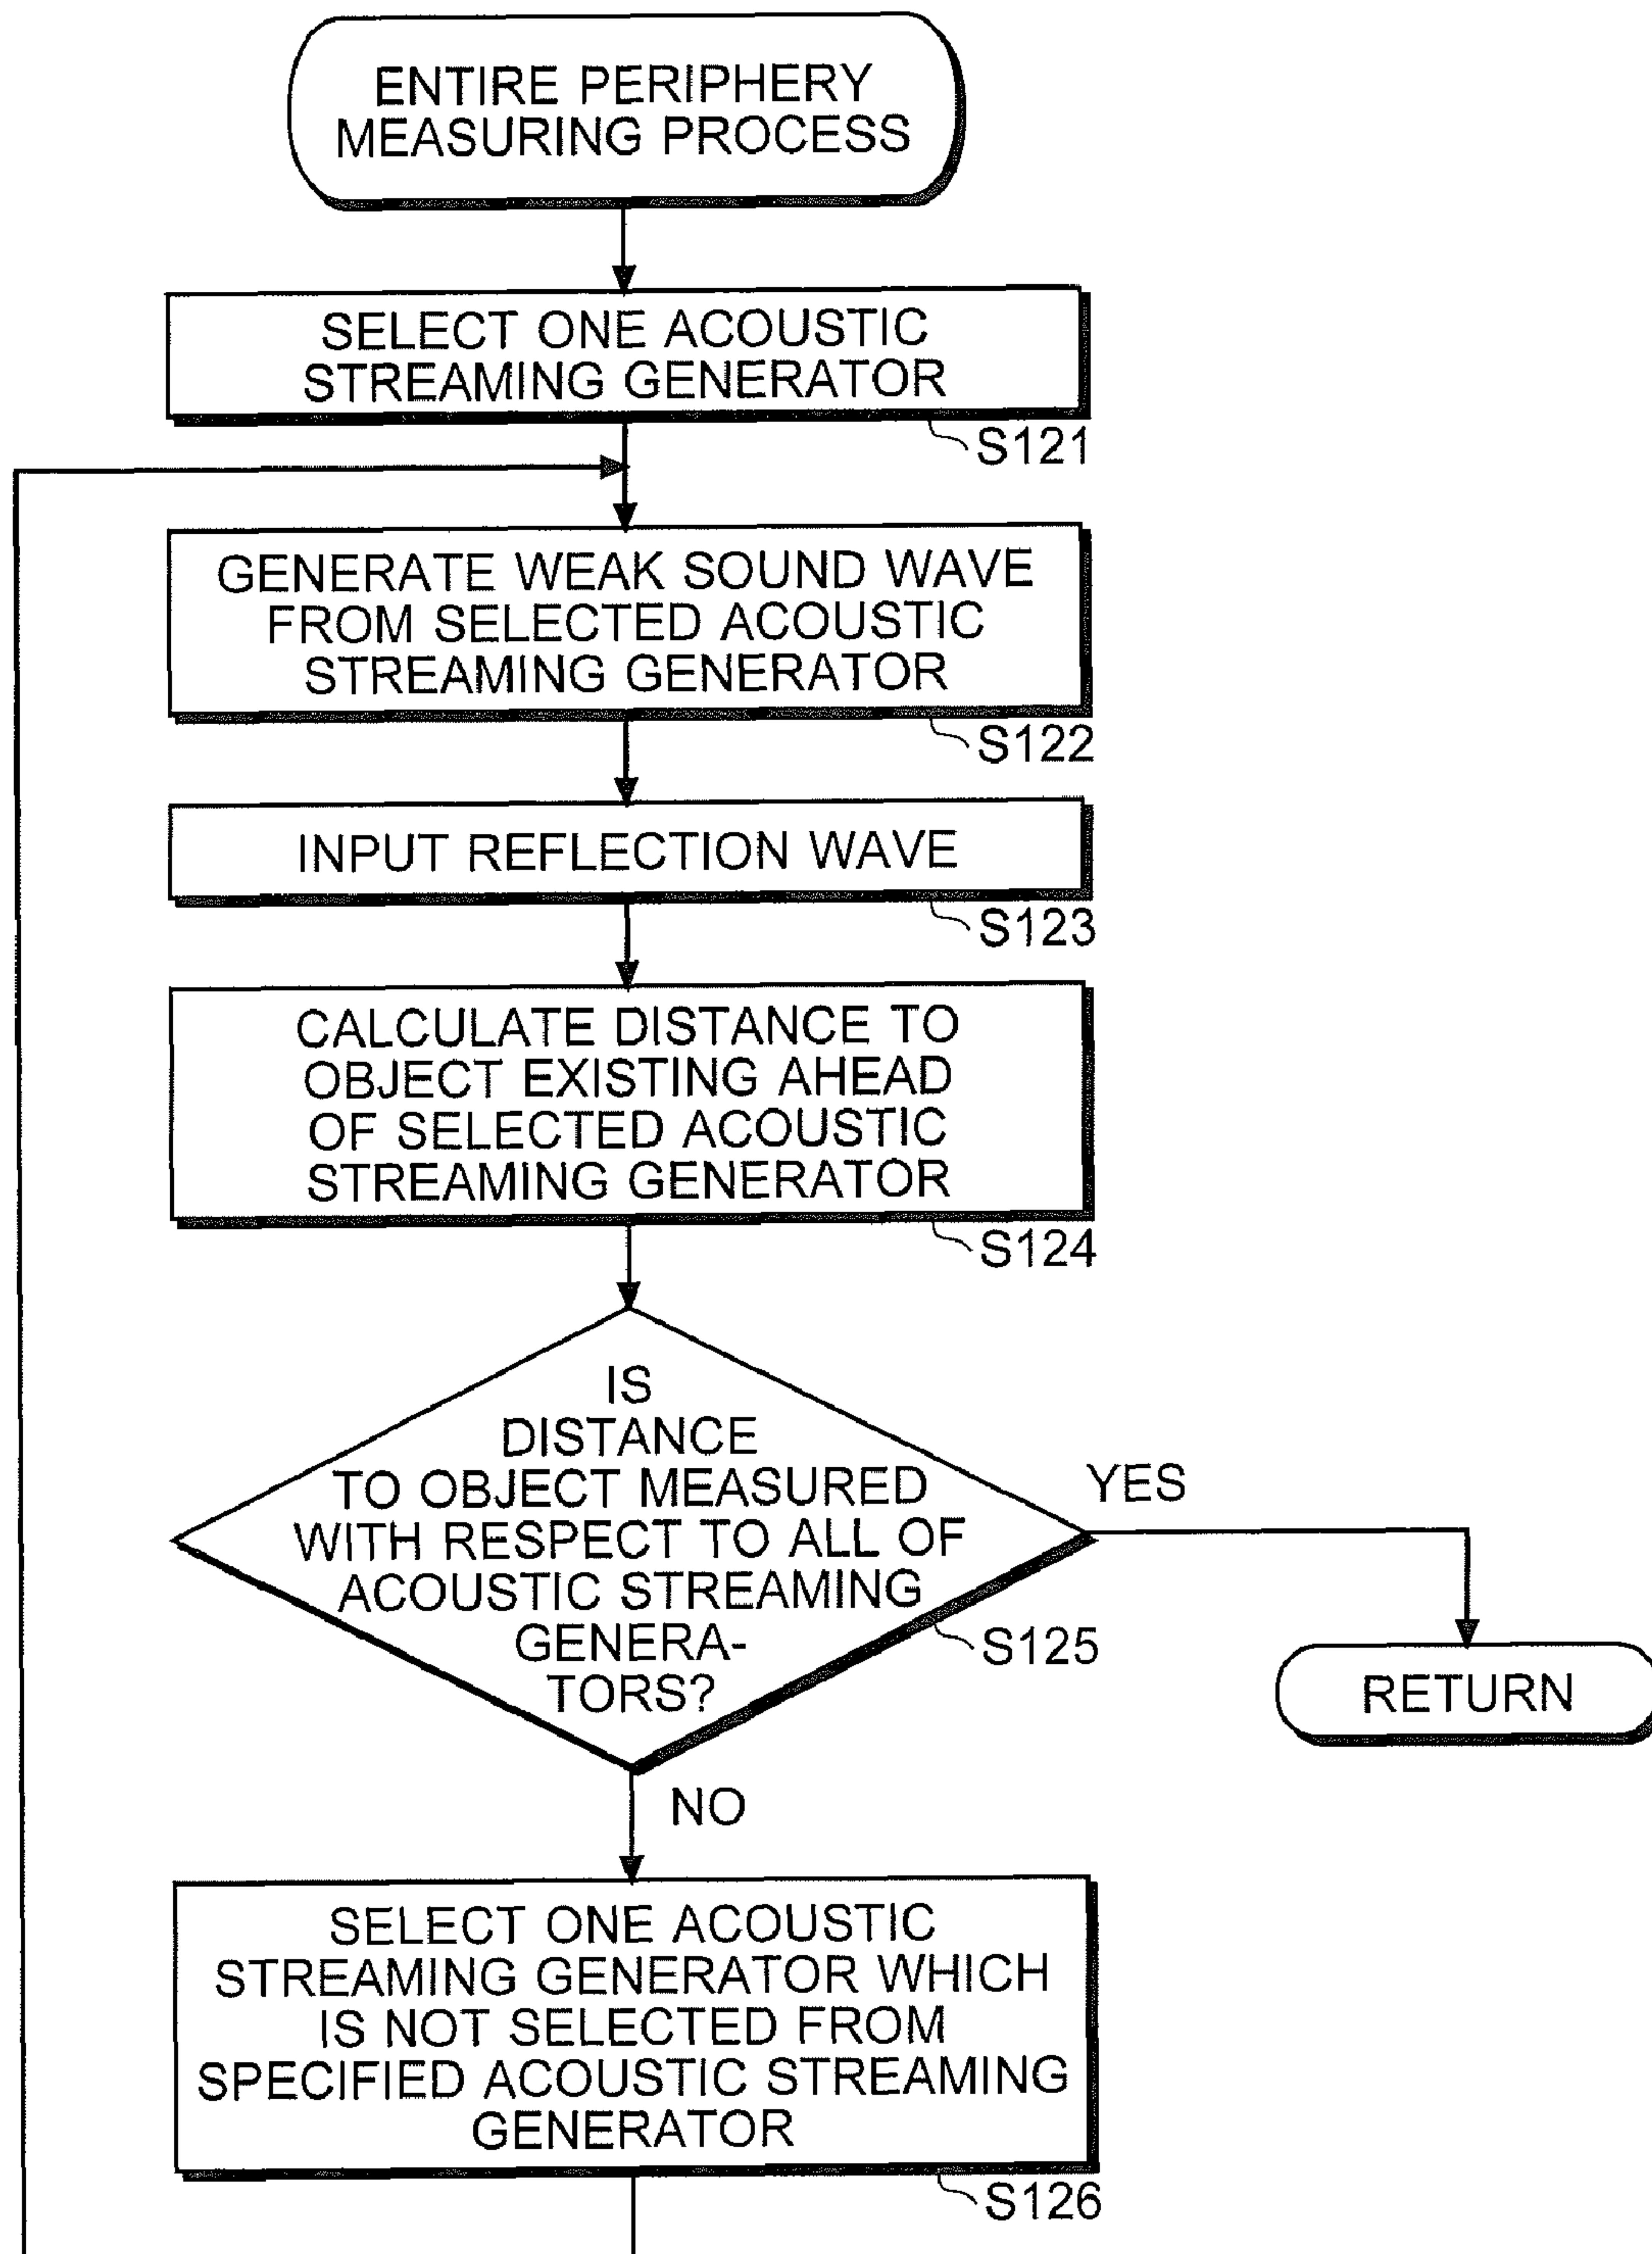 ENTIRE PERIPHERY
MEASURING PROCESS
SELECT ONE ACOUSTIC
STREAMING GENERATOR
S121
GENERATE WEAK SOUND WAVE
FROM SELECTED ACOUSTIC
STREAMING GENERATOR
S122
INPUT REFLECTION WAVE
S123
CALCULATE DISTANCE TO
OBJECT EXISTING AHEAD
OF SELECTED ACOUSTIC
STREAMING GENERATOR
S124
IS
DISTANCE
TO OBJECT MEASURED
WITH RESPECT TO ALL OF
ACOUSTIC STREAMING
GENERA-
TORS?
S125
YES
RETURN
NO
SELECT ONE ACOUSTIC
STREAMING GENERATOR WHICH
IS NOT SELECTED FROM
SPECIFIED ACOUSTIC STREAMING
GENERATOR
S126